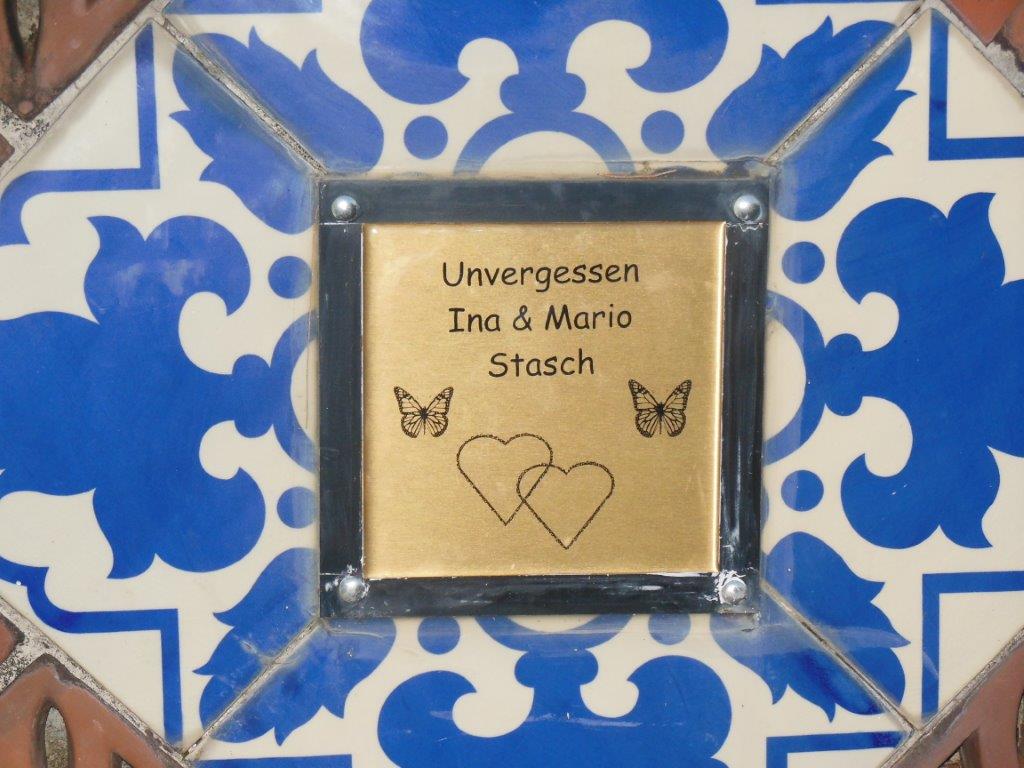 Unvergessen
Ina & Mario
Stasch